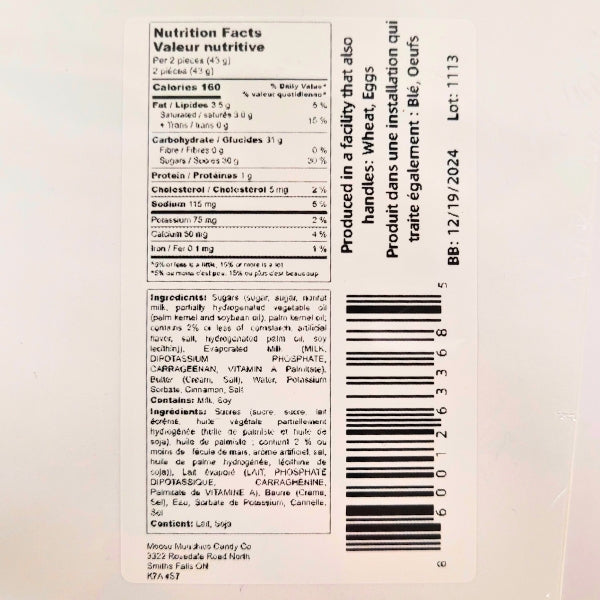 Nutrition Facts
Valeur nutritive
Per 2 pieces (43 g)
2 pièces (43 g)
Calories 160
% Daily Value*
% valeur quotidienne*
Fat / Lipides 3.5 g 5 %
Saturated / saturés 3.0 g
+ Trans / trans 0 g 15 %
Carbohydrate / Glucides 31 g
Fibre / Fibres 0 g 0 %
Sugars / Sucres 30 g 30 %
Protein / Protéines 1 g
Cholesterol / Cholestérol 5 mg 2 %
Sodium 115 mg 5 %
Potassium 75 mg 2 %
Calcium 50 mg 4 %
Iron / Fer 0.1 mg 1 %
*5% or less is a little, 15% or more is a lot
*5% ou moins c'est peu, 15% ou plus c'est beaucoup
Ingredients: Sugars (sugar, sugar, nonfat
milk, partially hydrogenated vegetable oil
(palm kernel and soybean oil), palm kernel oil;
contains 2% or less of cornstarch, artificial
flavor, salt, hydrogenated palm oil, soy
lecithin)), Evaporated Milk (MILK,
DIPOTASSIUM PHOSPHATE,
CARRAGEENAN, VITAMIN A Palmitate),
Butter (Cream, Salt), Water, Potassium
Sorbate, Cinnamon, Salt
Contains: Milk, Soy
Ingrédients: Sucres (sucre, sucre, lait
écrémé, huile végétale partiellement
hydrogénée (huile de palmiste et huile de
soja), huile de palmiste ; contient 2 % ou
moins de fécule de maïs, arôme artificiel, sel,
huile de palme hydrogénée, lécithine de
soja)), Lait évaporé (LAIT, PHOSPHATE
DIPOTASSIQUE, CARRAGHÉNINE,
Palmitate de VITAMINE A), Beurre (Crème,
Sel), Eau, Sorbate de Potassium, Cannelle,
Sel
Contient: Lait, Soja
Moose Munchies Candy Co
3322 Rosedale Road North
Smiths Falls ON
K7A 4S7
Produced in a facility that also
handles: Wheat, Eggs
Produit dans une installation qui
traite également : Blé, Oeufs
BB: 12/19/2024 Lot: 1113
8 60012 63368 5